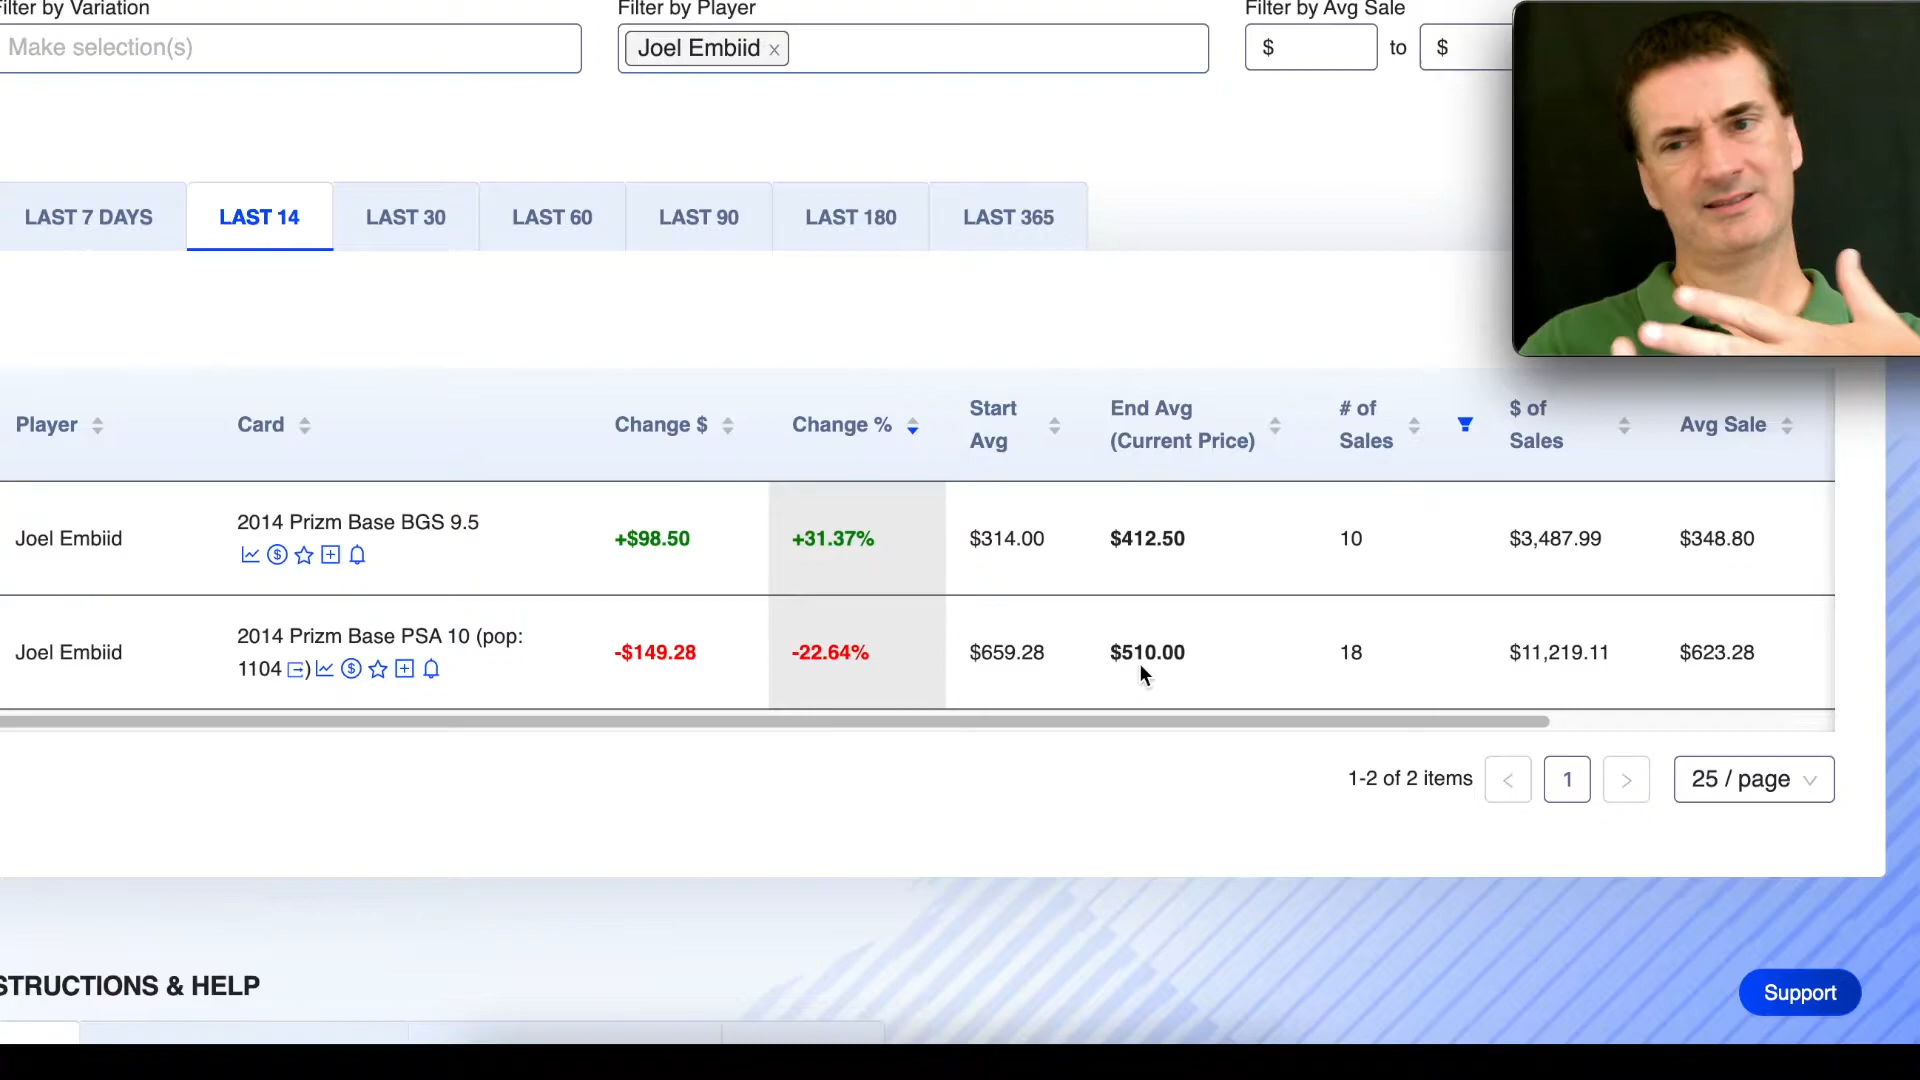 ilter by Variation
Filter by Player
Filter by Avg Sale
Make selection(s)
Joel Embiid ×
$
to
$
LAST 7 DAYS
LAST 14
LAST 30
LAST 60
LAST 90
LAST 180
LAST 365
Player
Card
Change $
Change %
Start
Avg
End Avg
(Current Price)
# of
Sales
$ of
Sales
Avg Sale
Joel Embiid
2014 Prizm Base BGS 9.5
+$98.50
+31.37%
$314.00
$412.50
10
$3,487.99
$348.80
Joel Embiid
2014 Prizm Base PSA 10 (pop:
1104 )
-$149.28
-22.64%
$659.28
$510.00
18
$11,219.11
$623.28
1-2 of 2 items
<
1
>
25 / page
STRUCTIONS & HELP
Support